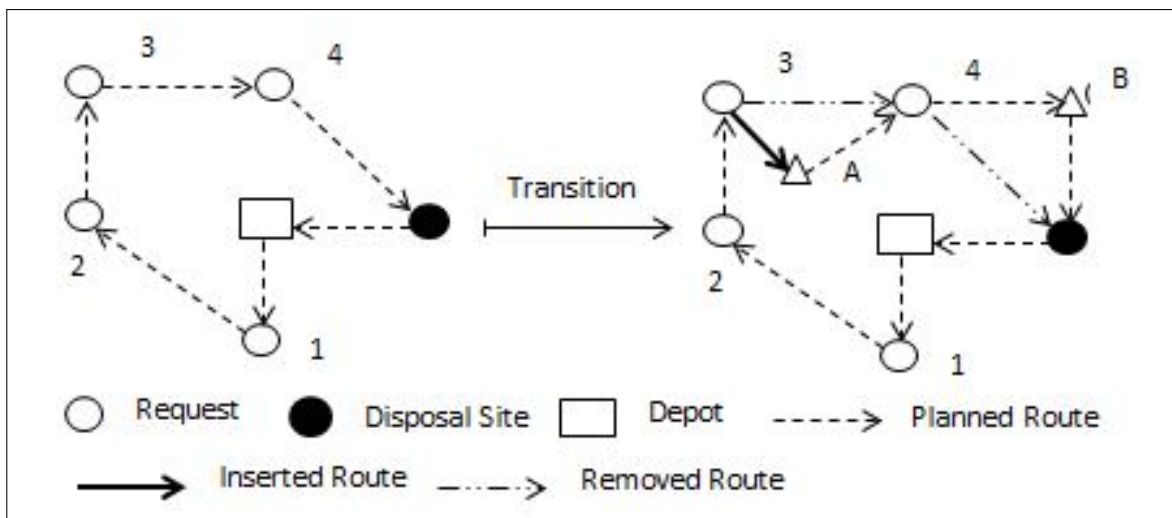 3
4
3
4
B
A
Transition
2
1
2
1
Request
Disposal Site
Depot
Planned Route
Inserted Route
Removed Route